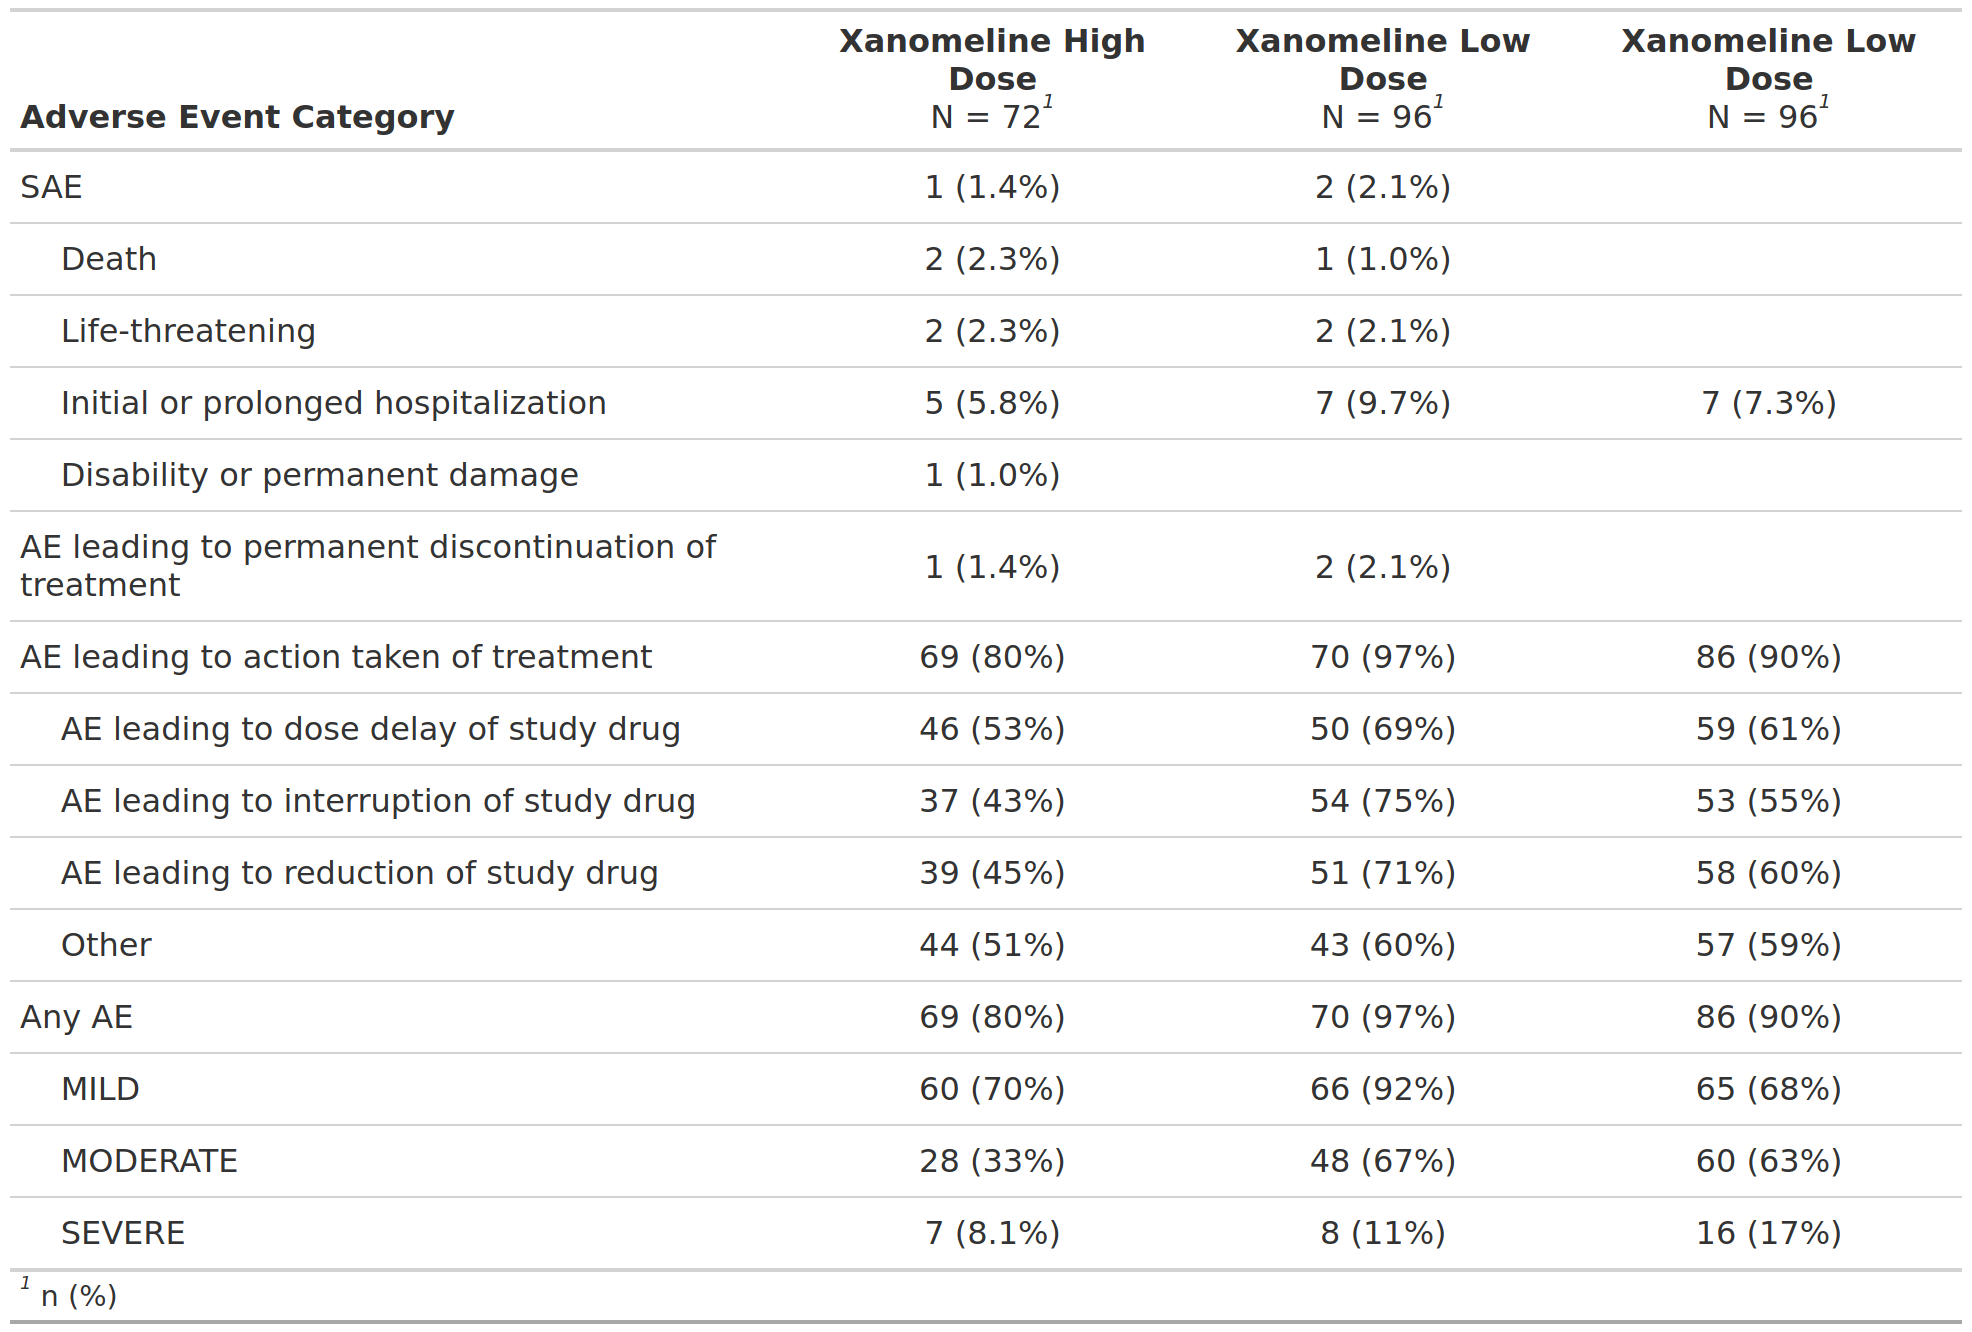 Adverse Event Category Xanomeline High Dose N = 72¹ Xanomeline Low Dose N = 96¹ Xanomeline Low Dose N = 96¹
SAE 1 (1.4%) 2 (2.1%)
Death 2 (2.3%) 1 (1.0%)
Life-threatening 2 (2.3%) 2 (2.1%)
Initial or prolonged hospitalization 5 (5.8%) 7 (9.7%) 7 (7.3%)
Disability or permanent damage 1 (1.0%)
AE leading to permanent discontinuation of treatment 1 (1.4%) 2 (2.1%)
AE leading to action taken of treatment 69 (80%) 70 (97%) 86 (90%)
AE leading to dose delay of study drug 46 (53%) 50 (69%) 59 (61%)
AE leading to interruption of study drug 37 (43%) 54 (75%) 53 (55%)
AE leading to reduction of study drug 39 (45%) 51 (71%) 58 (60%)
Other 44 (51%) 43 (60%) 57 (59%)
Any AE 69 (80%) 70 (97%) 86 (90%)
MILD 60 (70%) 66 (92%) 65 (68%)
MODERATE 28 (33%) 48 (67%) 60 (63%)
SEVERE 7 (8.1%) 8 (11%) 16 (17%)
¹ n (%)